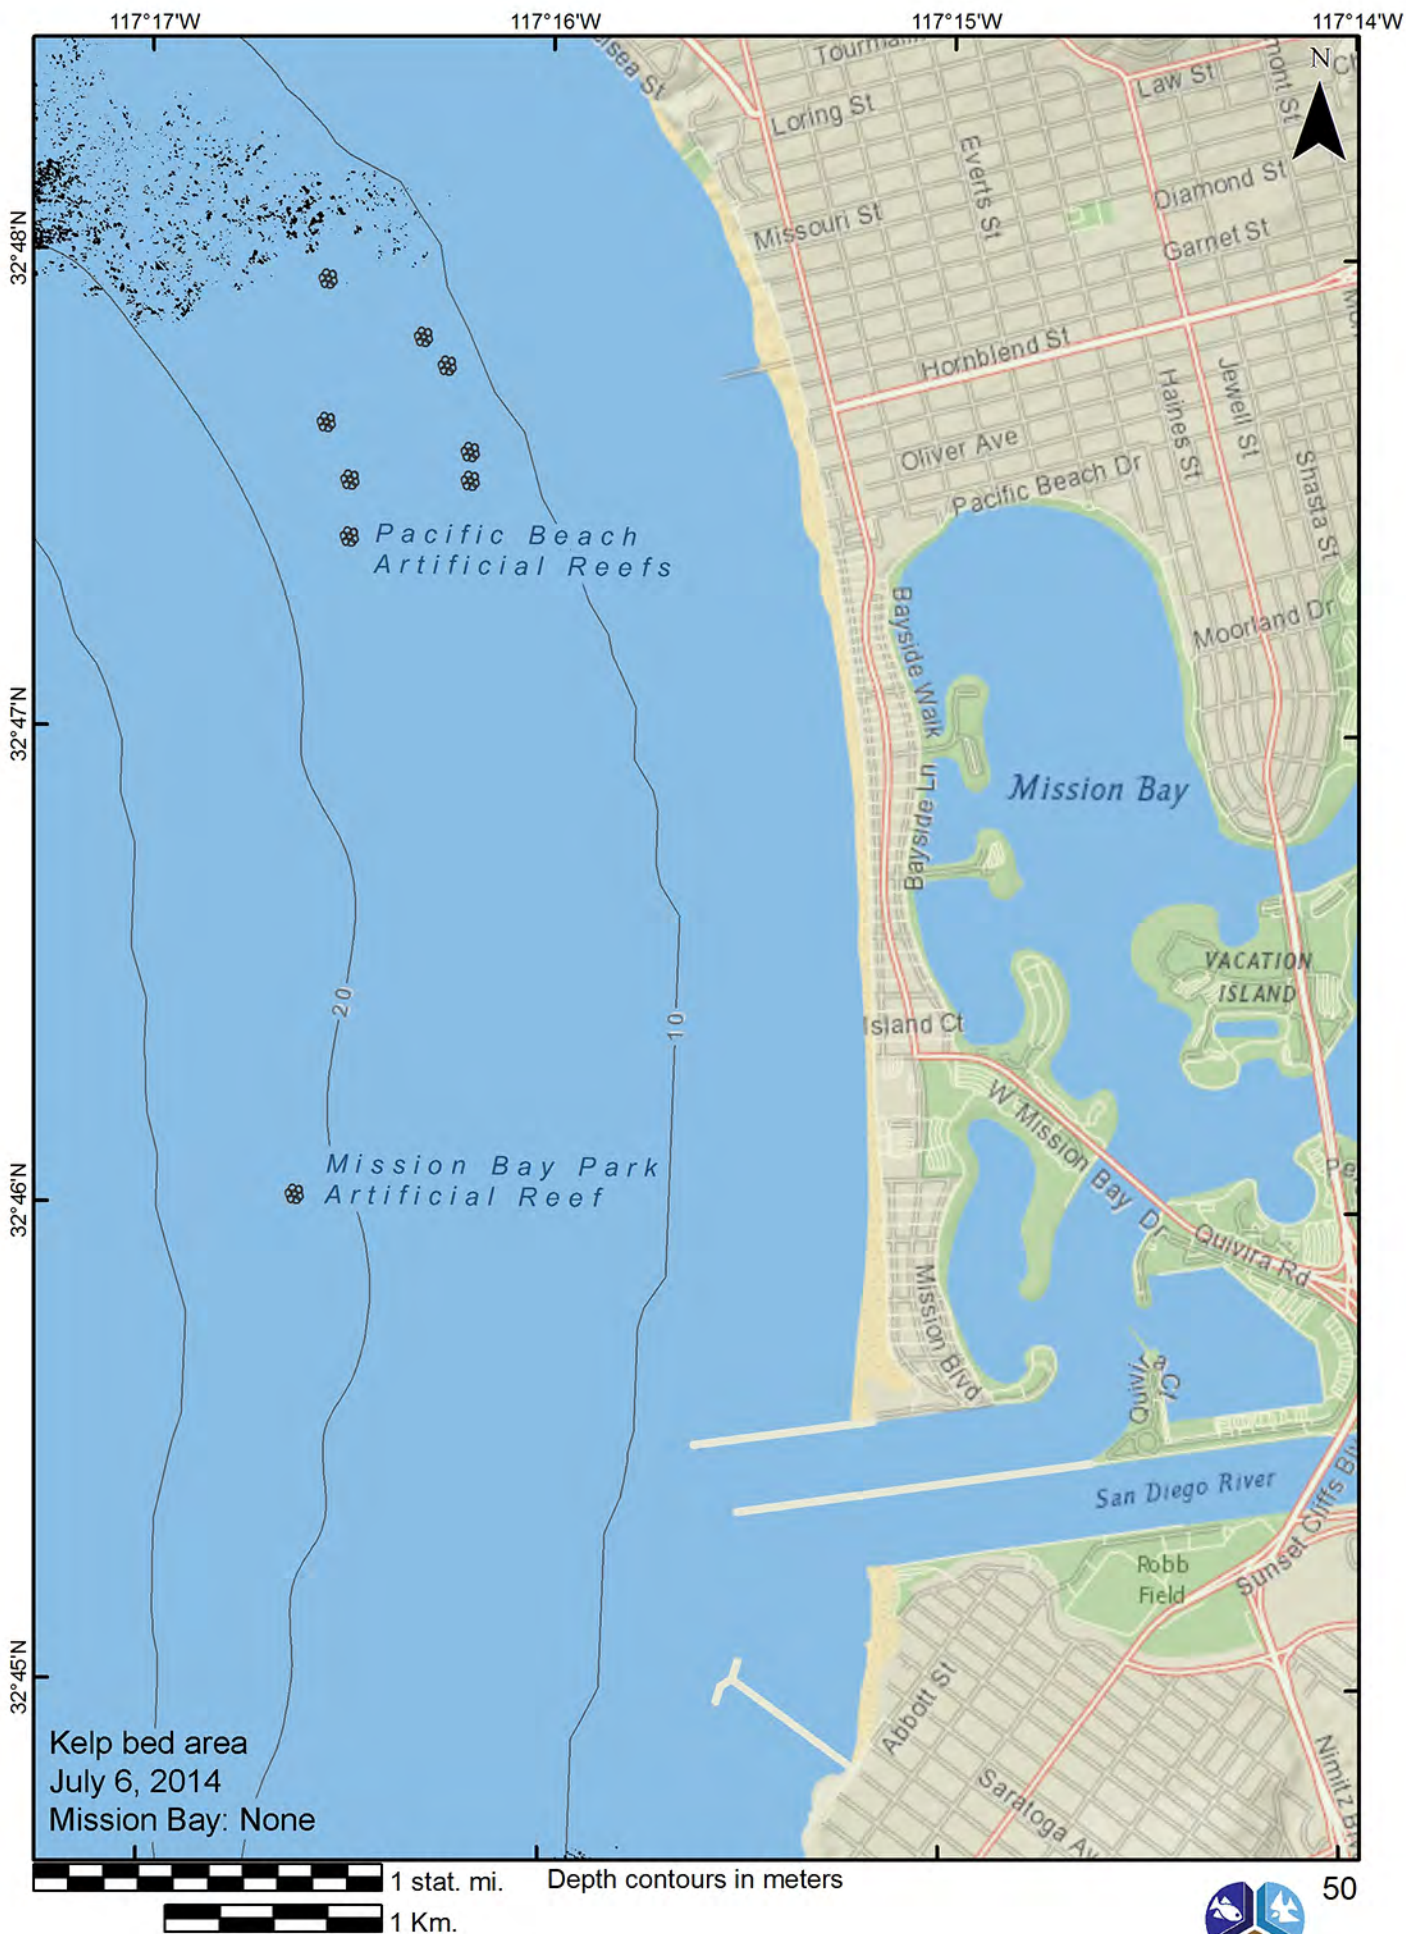 117°17'W
117°16'W
117°15'W
117°14'W
N
Loring St
Law St
Everts St
Diamond St
Missouri St
Garnet St
32°48'N
Hornblend St
Jewell St
Haines St
Oliver Ave
Shasta St
Pacific Beach Dr
Pacific Beach
Artificial Reefs
Bayside Walk
Moorland Dr
32°47'N
Mission Bay
Bayside Ln
VACATION
ISLAND
20
10
Island Ct
W Mission Bay Dr
Mission Bay Park
Artificial Reef
32°46'N
Quivira Rd
Mission Blvd
Quivira Ct
San Diego River
Sunset Cliffs
Robb
Field
32°45'N
Abbott St
Kelp bed area
July 6, 2014
Mission Bay: None
Saratoga Av
Nimitz
1 stat. mi.
Depth contours in meters
50
1 Km.